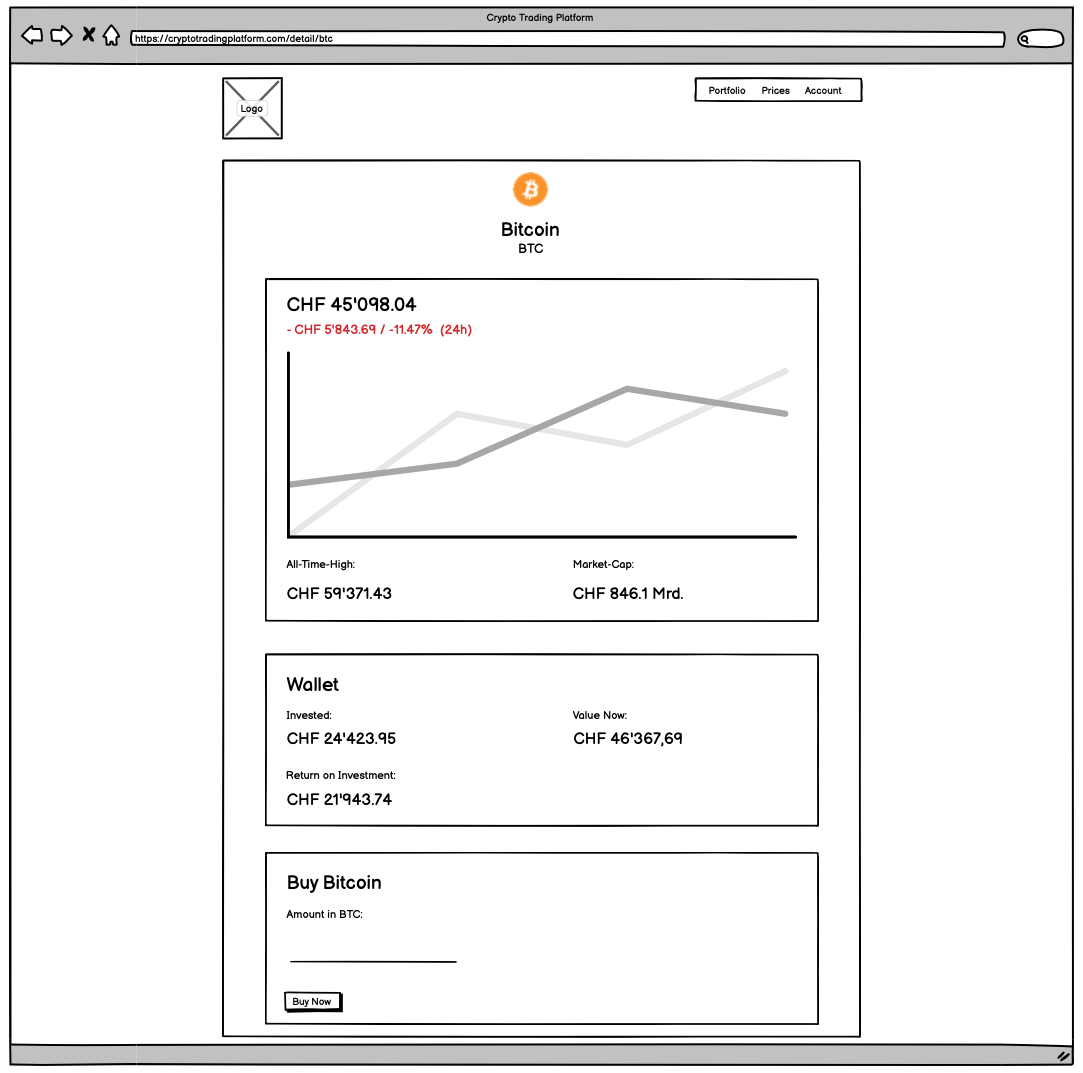 Crypto Trading Platform
https://cryptotradingplatform.com/detail/btc
Logo
Portfolio Prices Account
Bitcoin
BTC
CHF 45'098.04
- CHF 5'843.69 / -11.47% (24h)
All-Time-High: Market-Cap:
CHF 59'371.43 CHF 846.1 Mrd.
Wallet
Invested: Value Now:
CHF 24'423.95 CHF 46'367,69
Return on Investment:
CHF 21'943.74
Buy Bitcoin
Amount in BTC:
Buy Now